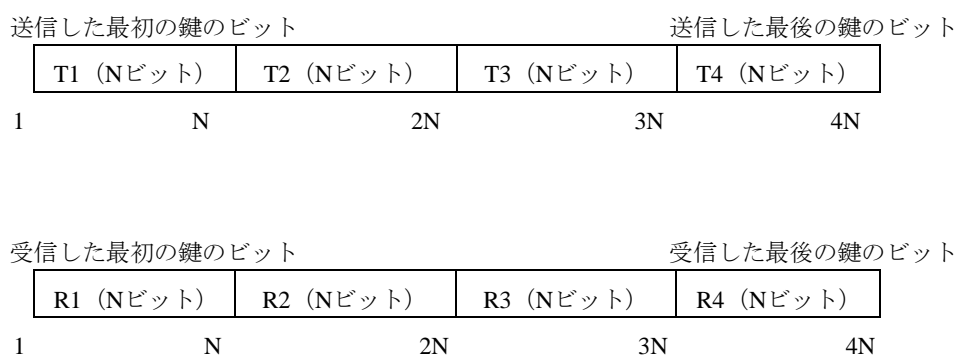 送信した最初の鍵のビット 送信した最後の鍵のビット
T1（Nビット） T2（Nビット） T3（Nビット） T4（Nビット）
1 N 2N 3N 4N
受信した最初の鍵のビット 受信した最後の鍵のビット
R1（Nビット） R2（Nビット） R3（Nビット） R4（Nビット）
1 N 2N 3N 4N